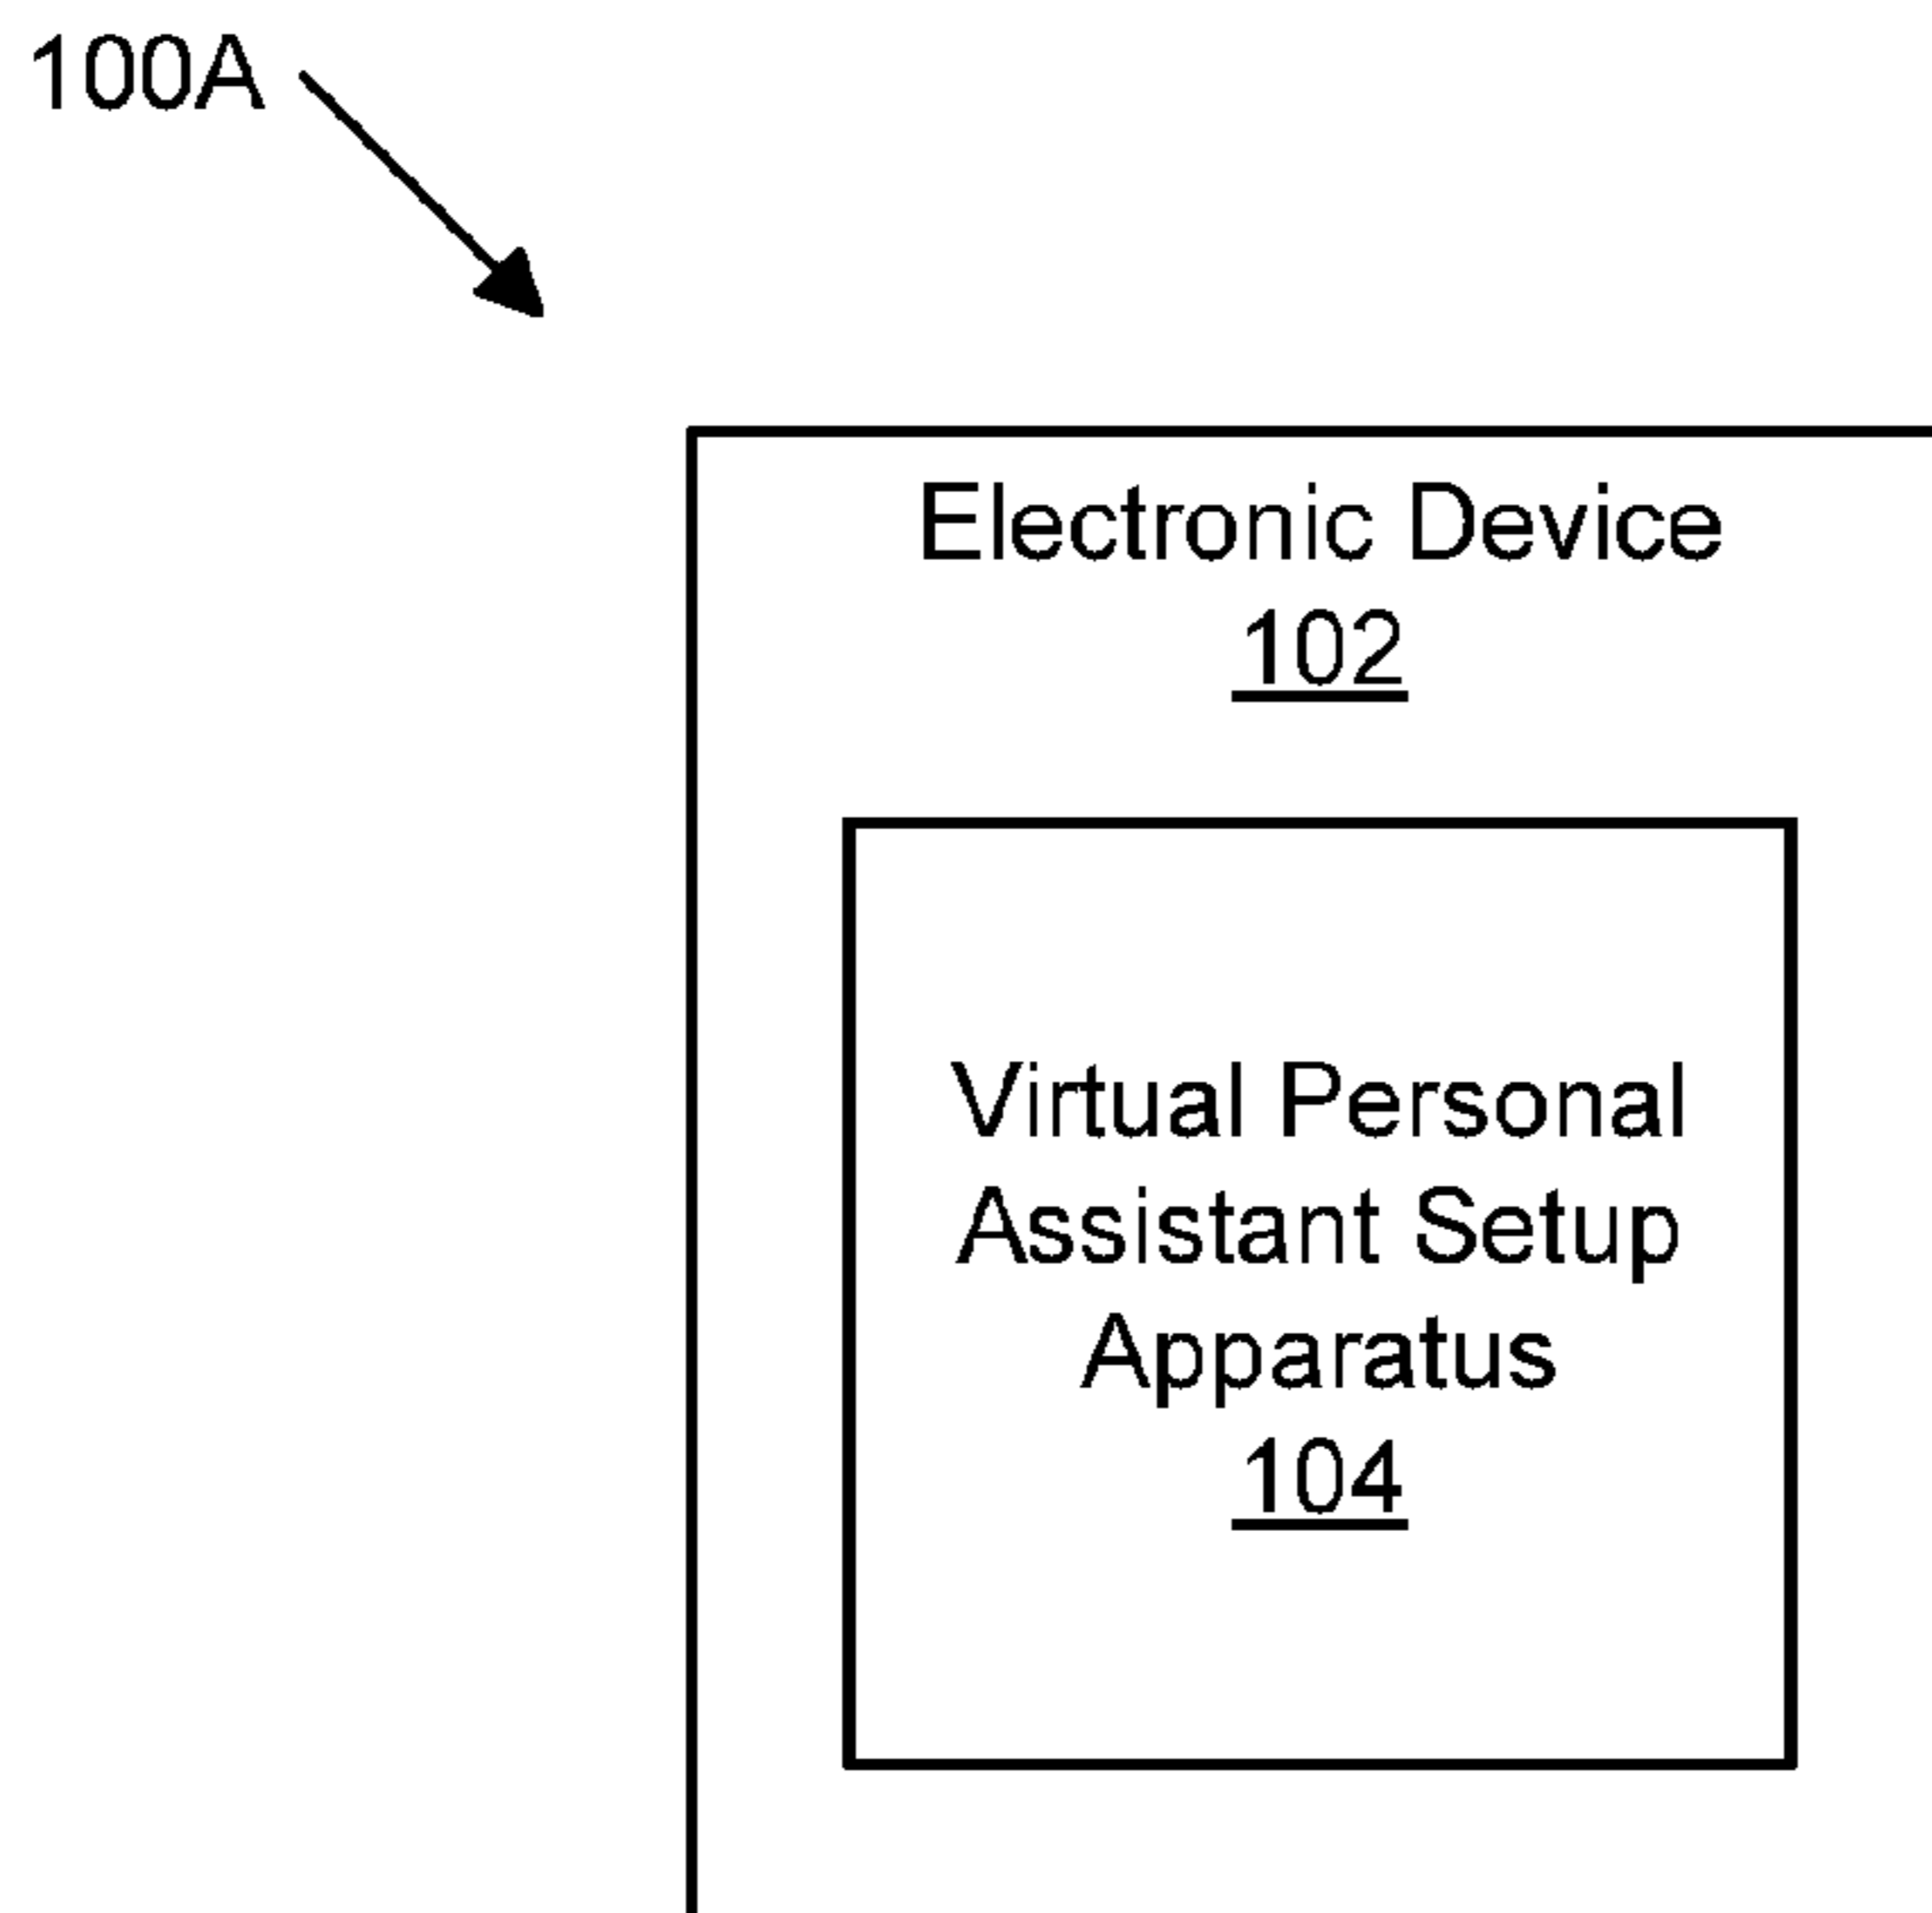 100A
Electronic Device
102
Virtual Personal
Assistant Setup
Apparatus
104